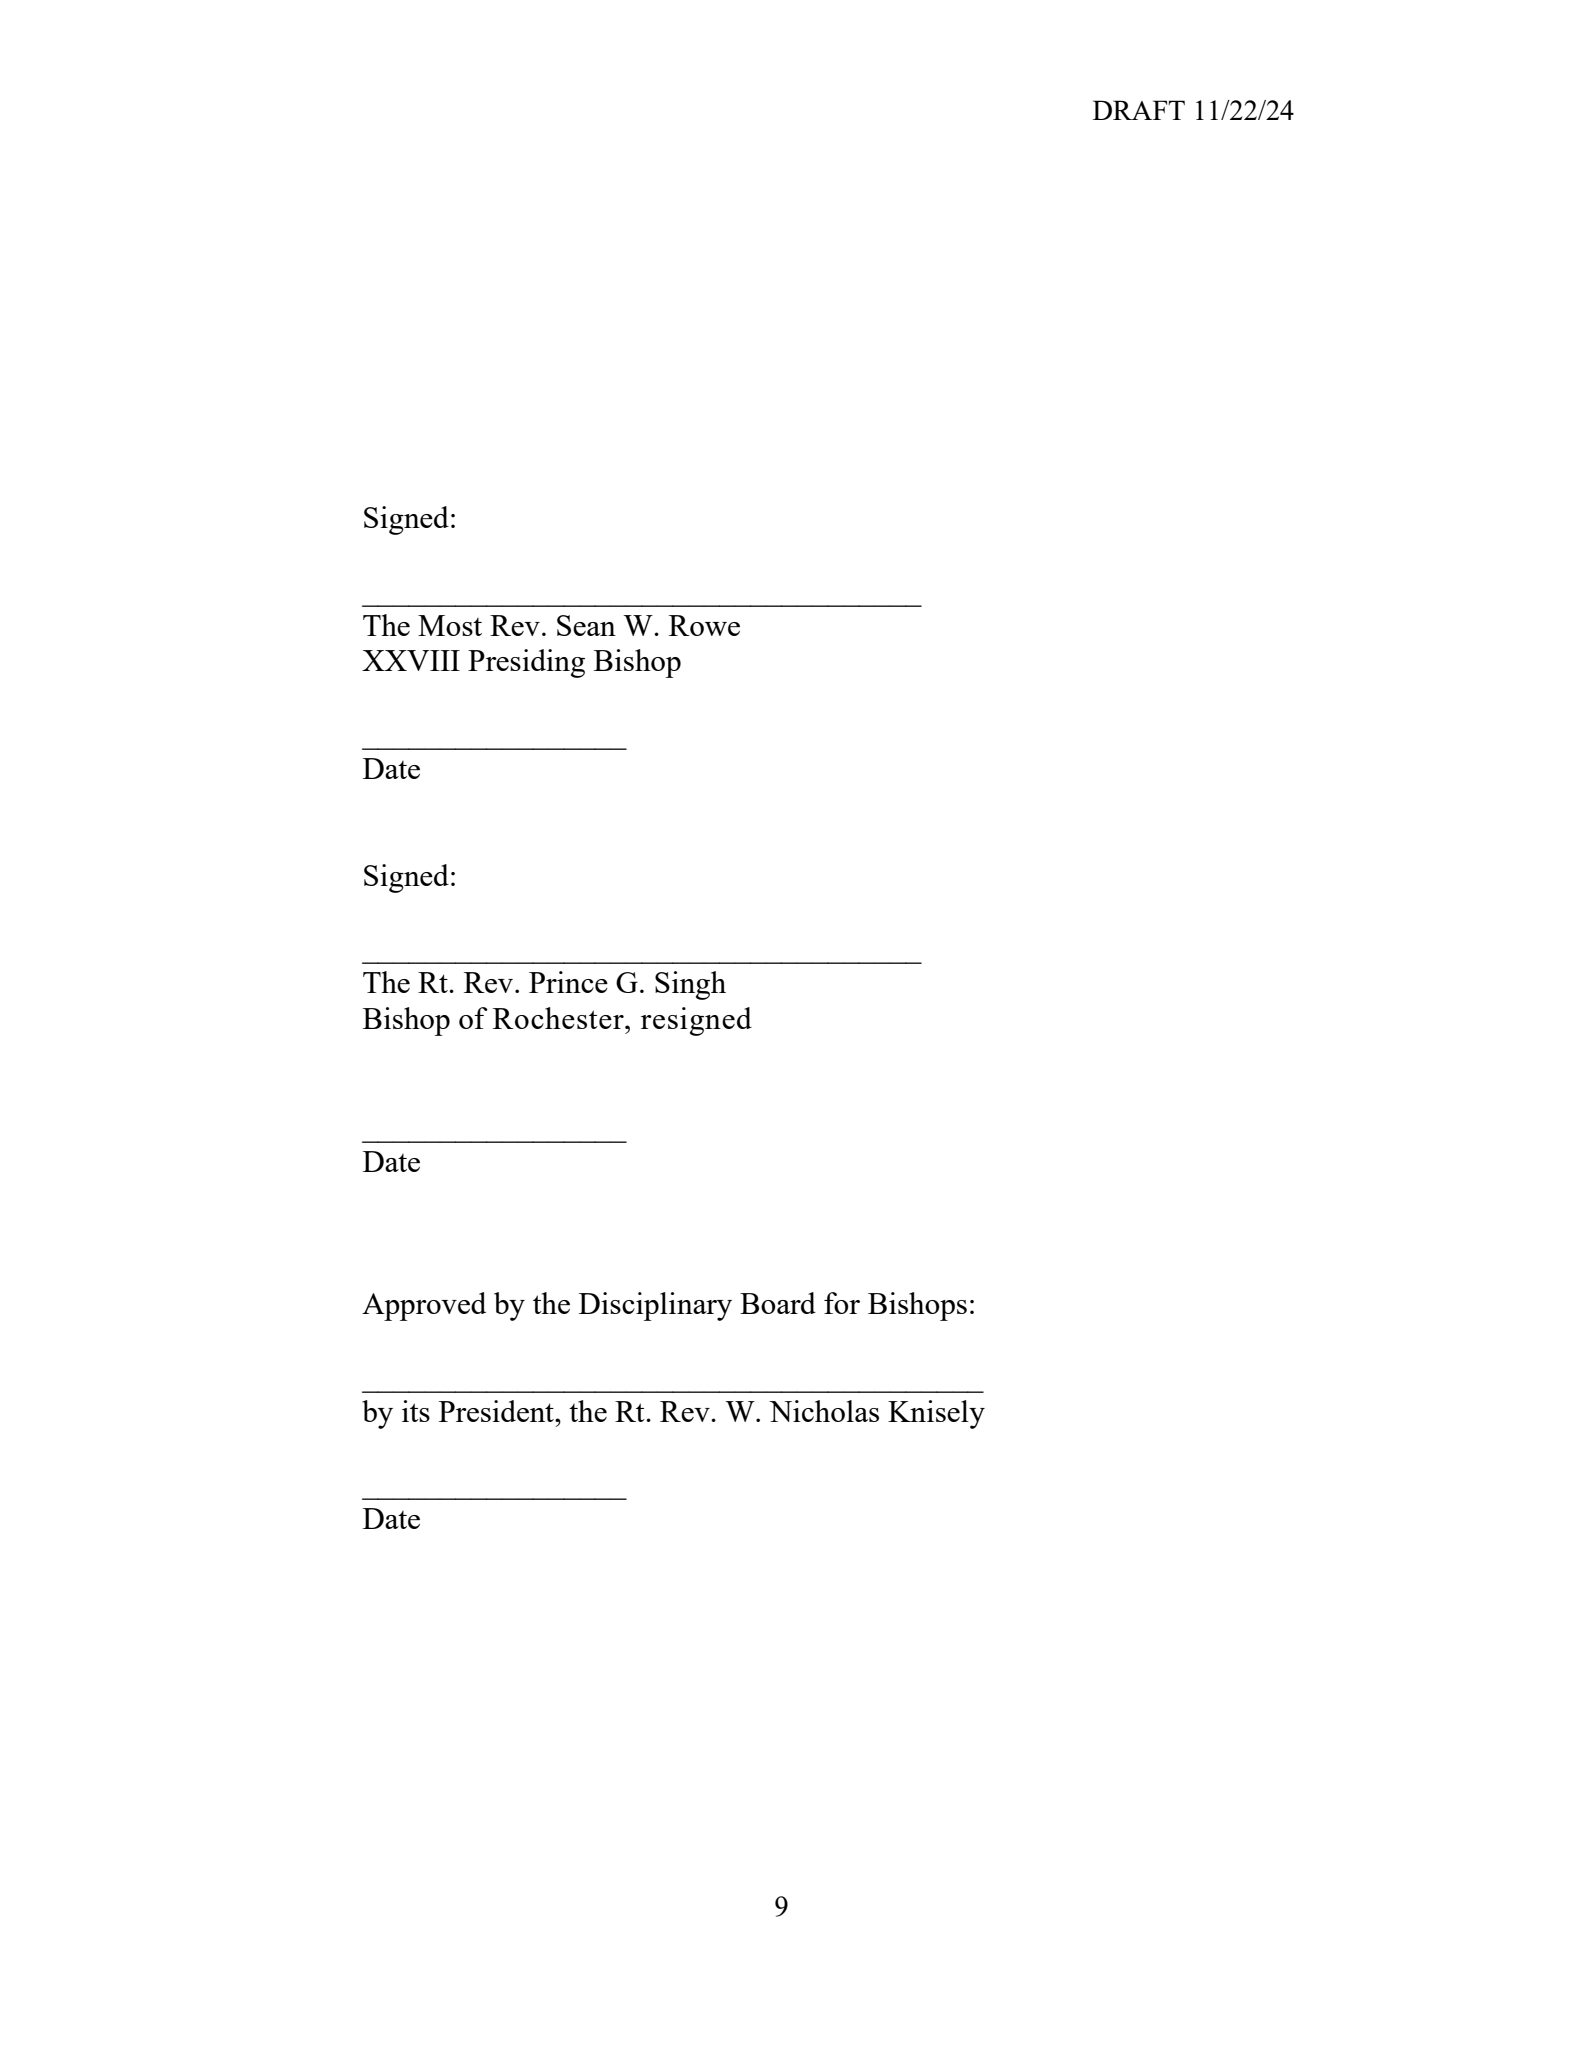 DRAFT 11/22/24
Signed:
____________________________________
The Most Rev. Sean W. Rowe
XXVIII Presiding Bishop
_________________
Date
Signed:
____________________________________
The Rt. Rev. Prince G. Singh
Bishop of Rochester, resigned
_________________
Date
Approved by the Disciplinary Board for Bishops:
________________________________________
by its President, the Rt. Rev. W. Nicholas Knisely
_________________
Date
9